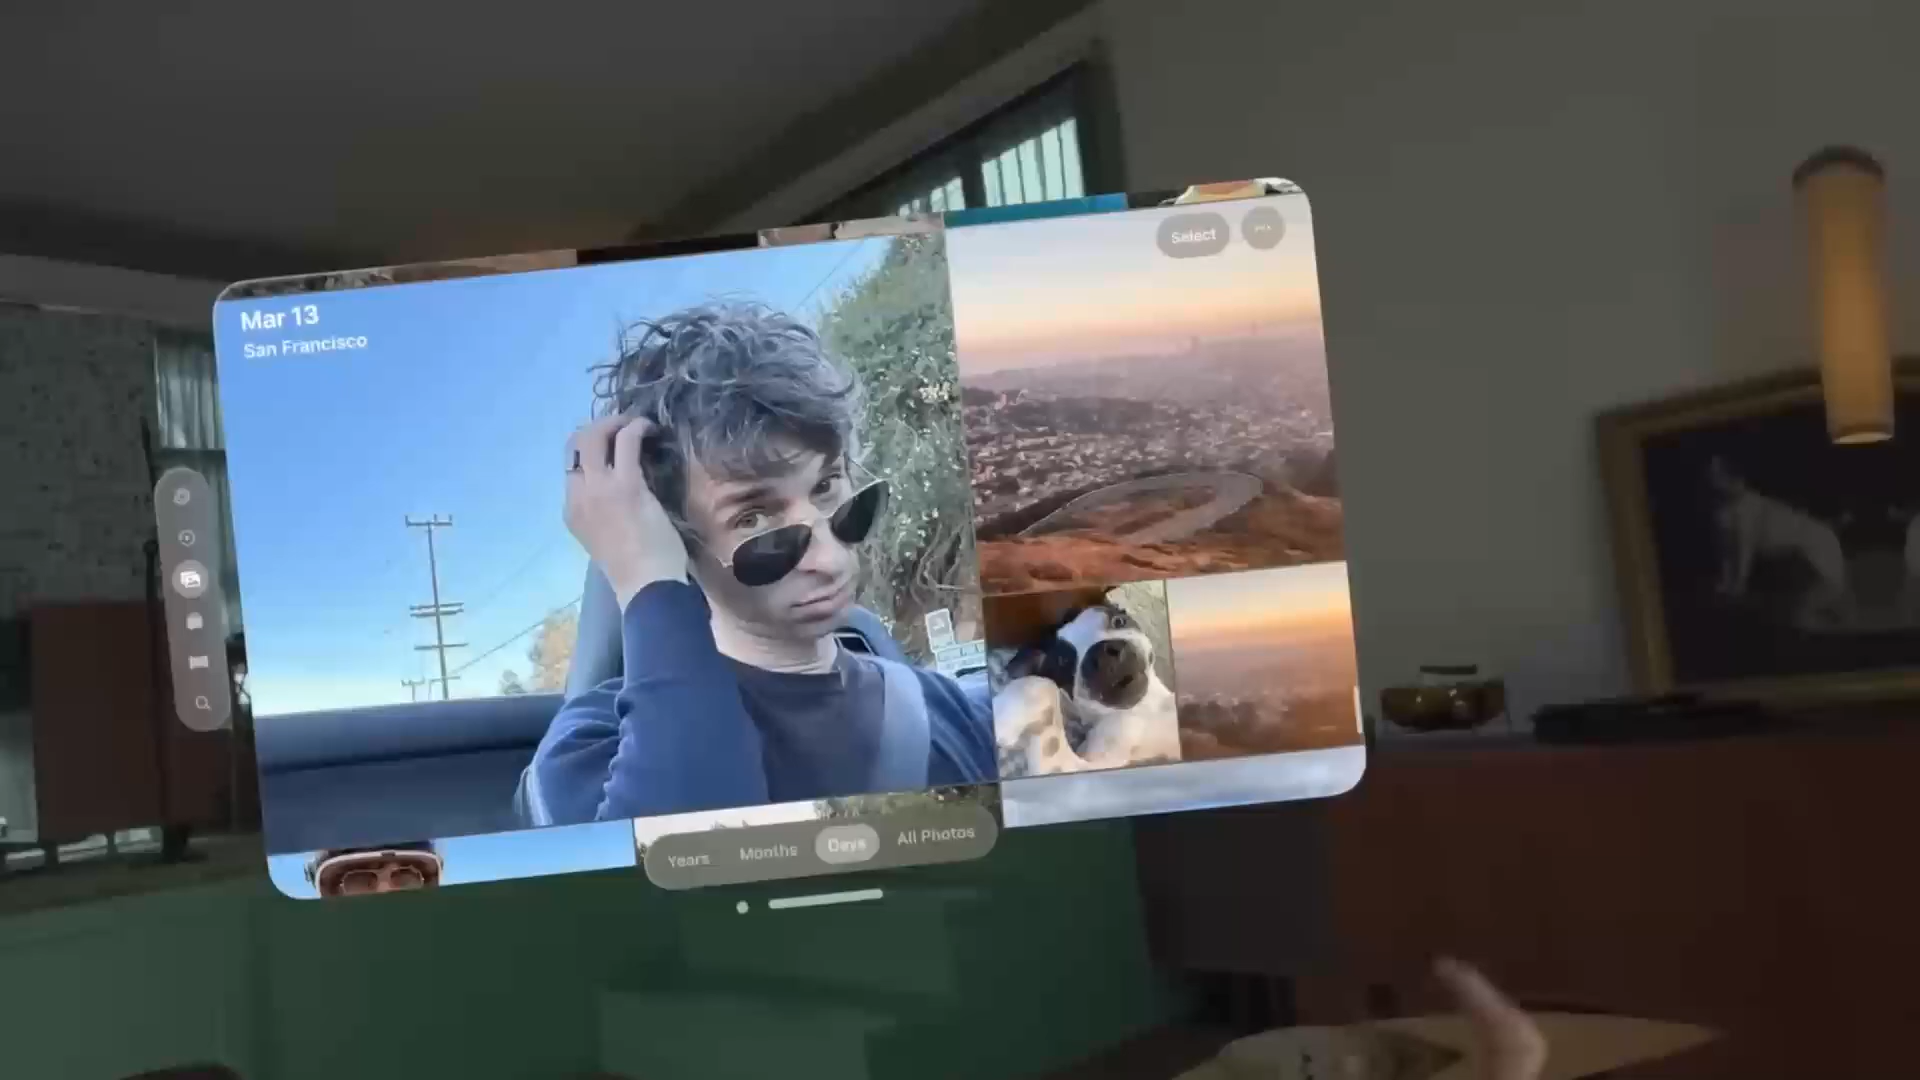 Mar 13
San Francisco
Select
Years
Months
Days
All Photos